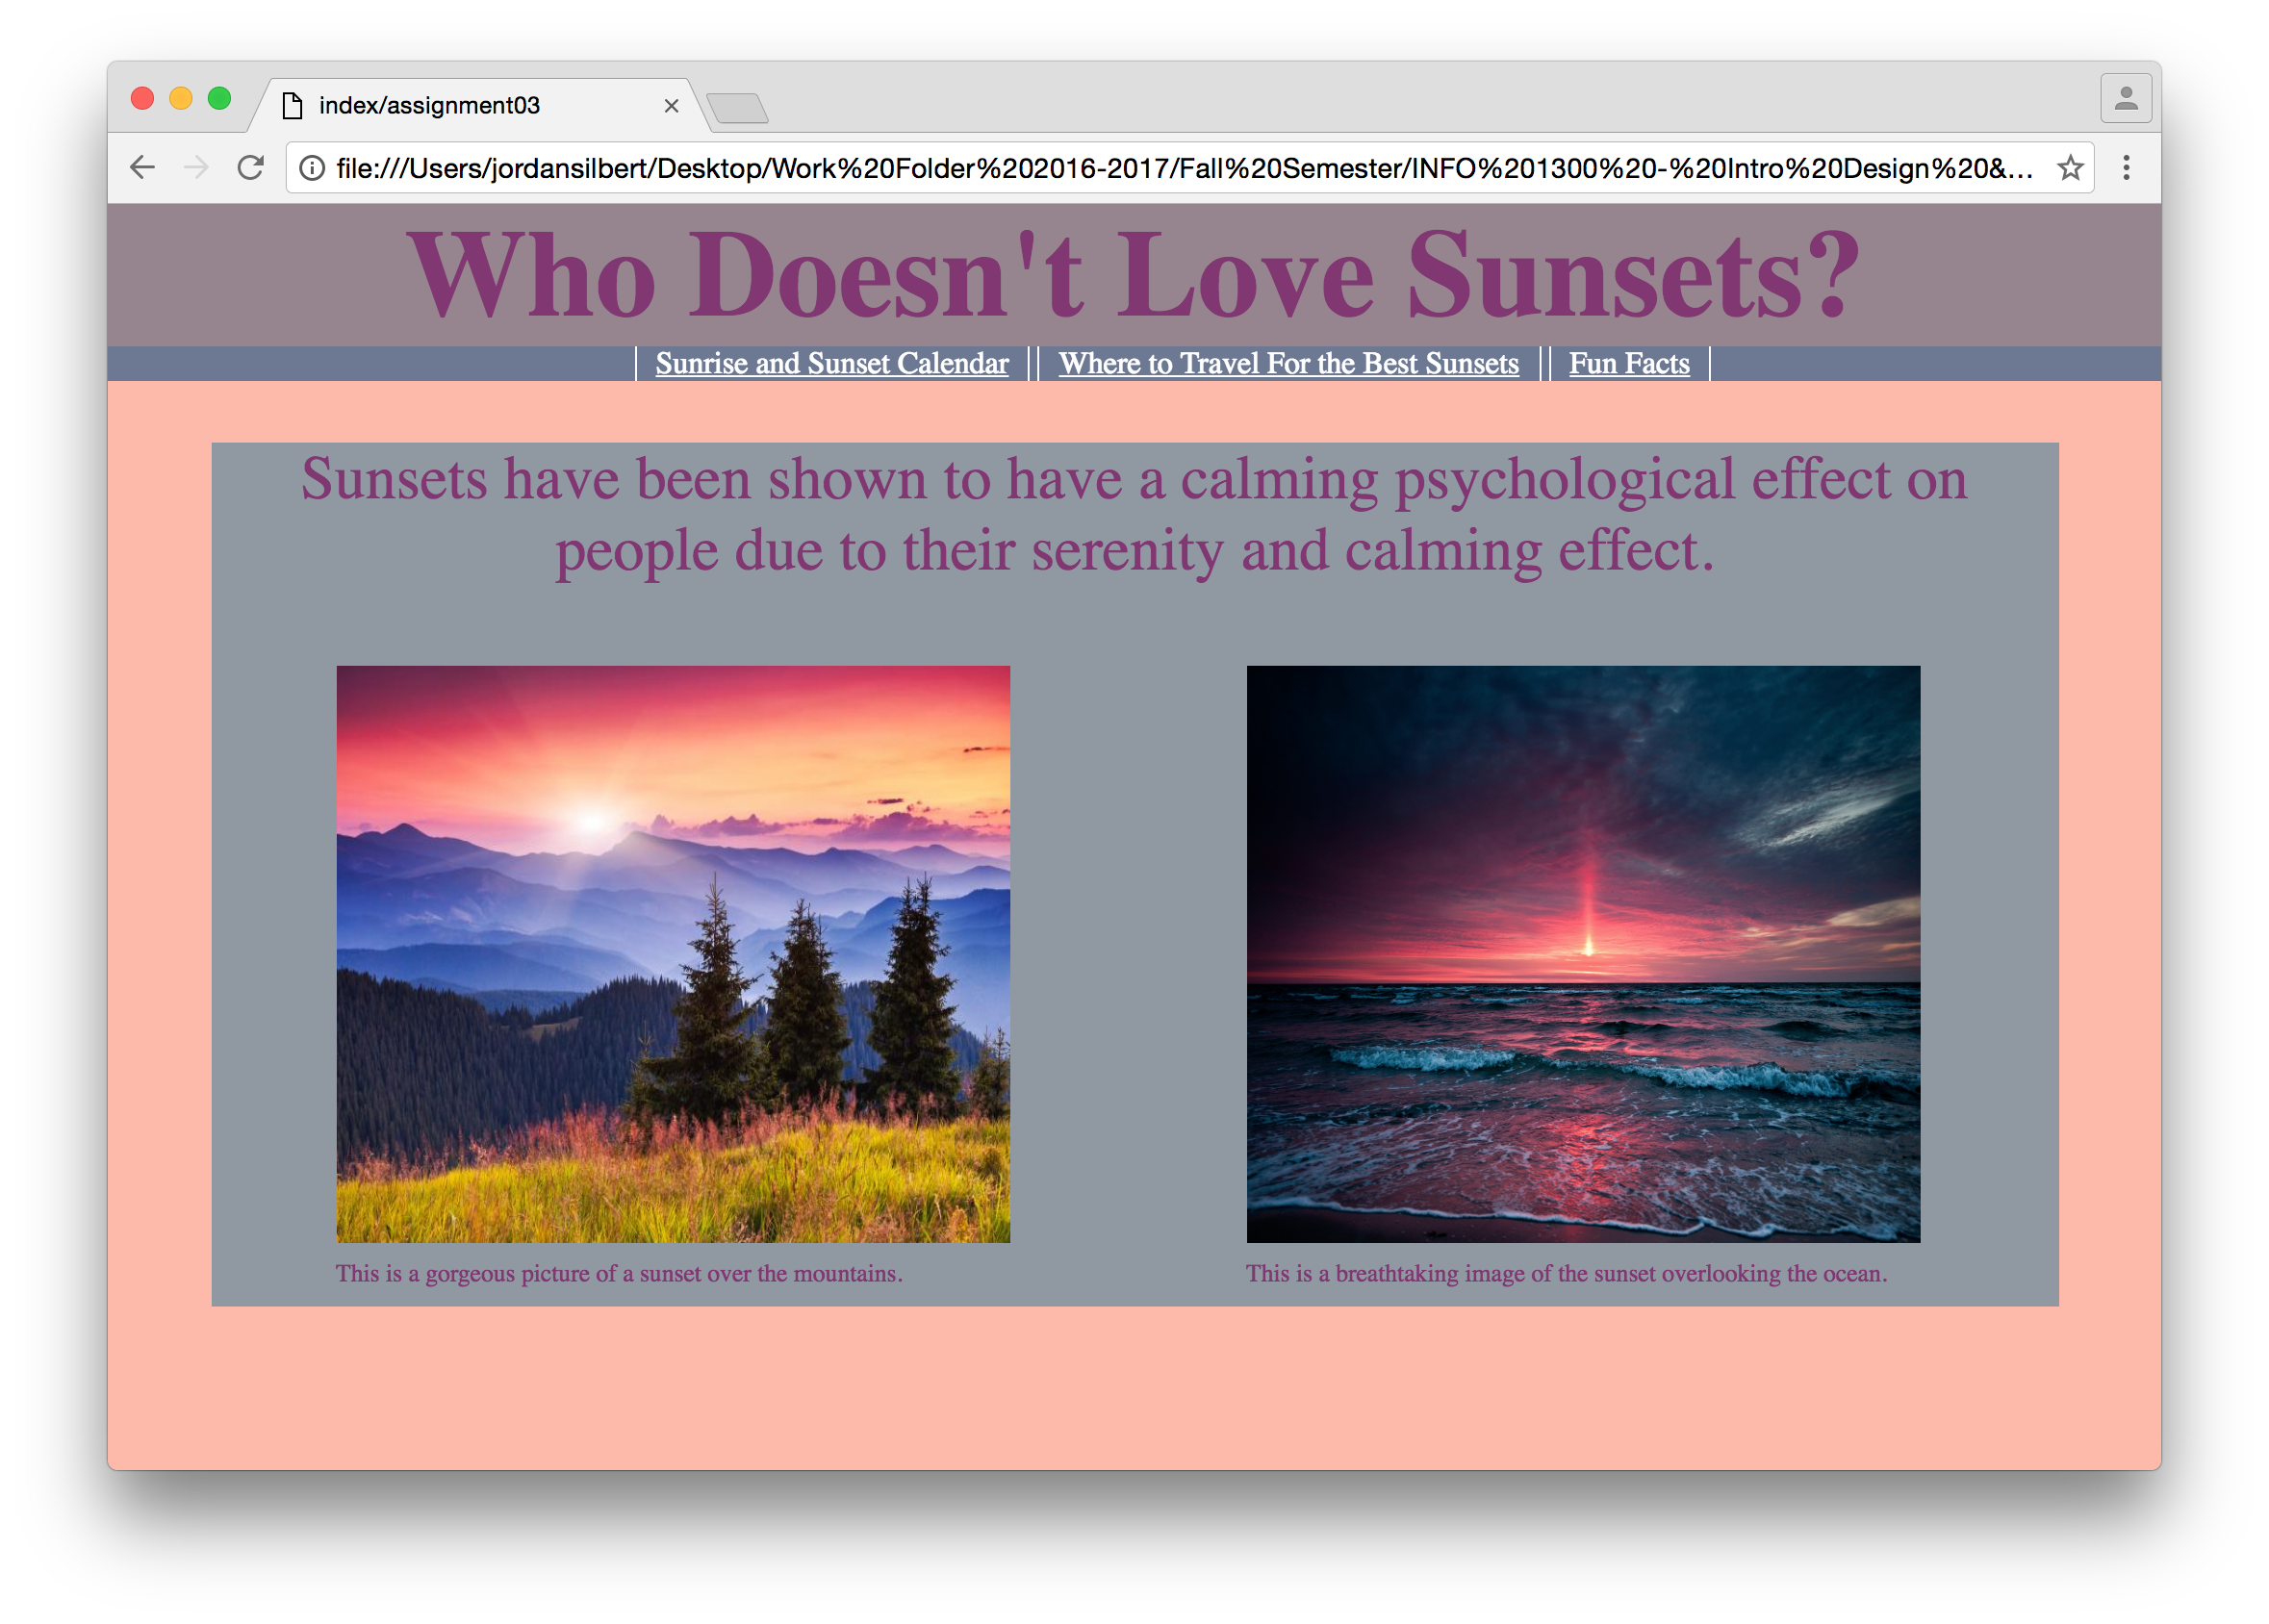 index/assignment03
file:///Users/jordansilbert/Desktop/Work%20Folder%202016-2017/Fall%20Semester/INFO%201300%20-%20Intro%20Design%20&...
Who Doesn't Love Sunsets?
Sunrise and Sunset Calendar Where to Travel For the Best Sunsets Fun Facts
Sunsets have been shown to have a calming psychological effect on
people due to their serenity and calming effect.
This is a gorgeous picture of a sunset over the mountains.
This is a breathtaking image of the sunset overlooking the ocean.